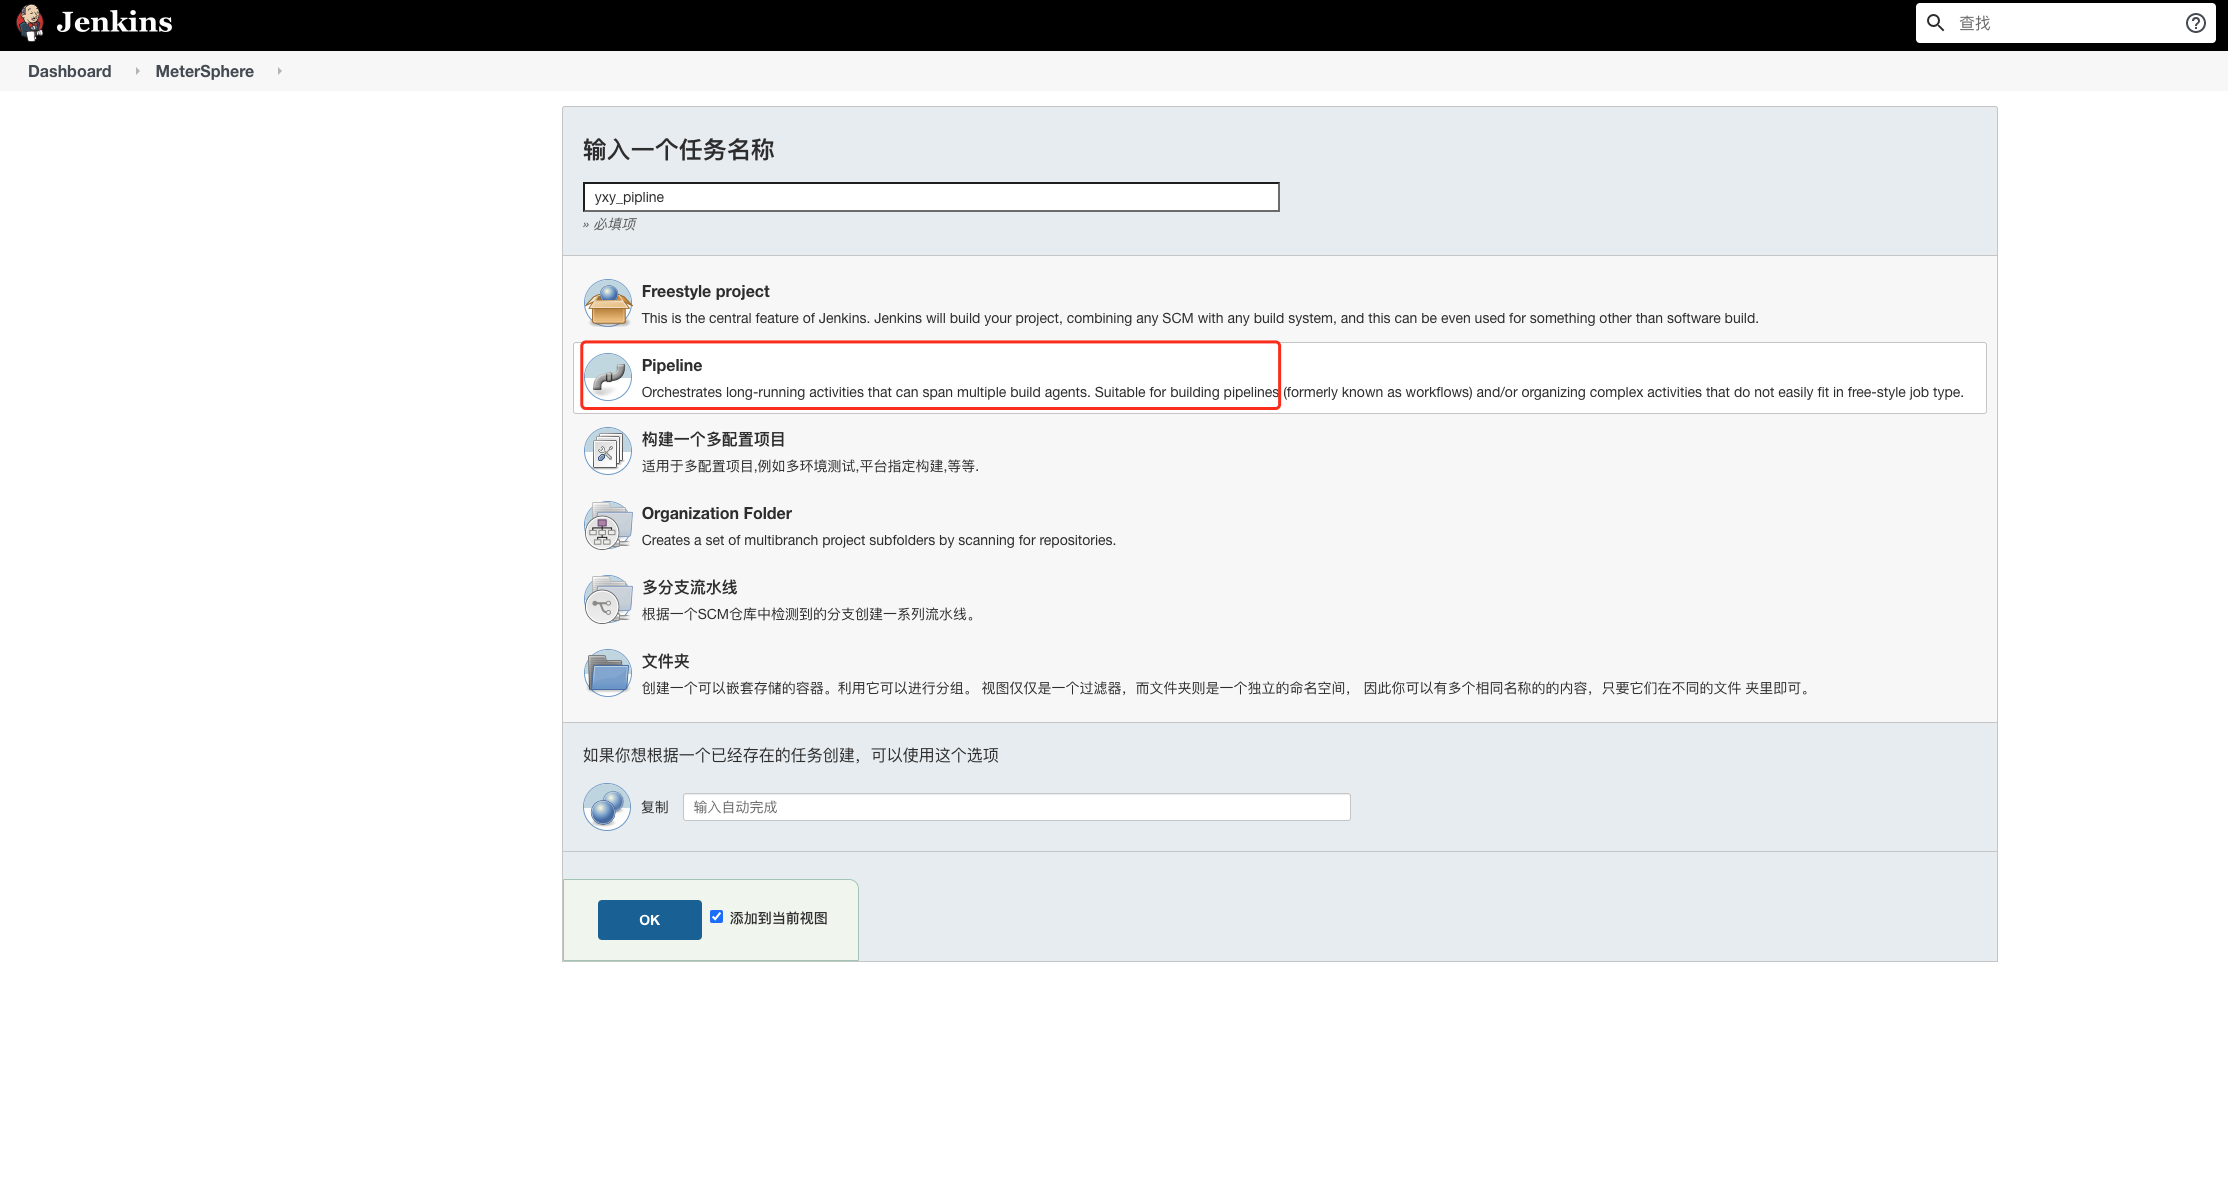 Jenkins
查找
Dashboard
MeterSphere
输入一个任务名称
yxy_pipline
» 必填项
Freestyle project
This is the central feature of Jenkins. Jenkins will build your project, combining any SCM with any build system, and this can be even used for something other than software build.
Pipeline
Orchestrates long-running activities that can span multiple build agents. Suitable for building pipelines (formerly known as workflows) and/or organizing complex activities that do not easily fit in free-style job type.
构建一个多配置项目
适用于多配置项目,例如多环境测试,平台指定构建,等等.
Organization Folder
Creates a set of multibranch project subfolders by scanning for repositories.
多分支流水线
根据一个SCM仓库中检测到的分支创建一系列流水线。
文件夹
创建一个可以嵌套存储的容器。利用它可以进行分组。 视图仅仅是一个过滤器，而文件夹则是一个独立的命名空间， 因此你可以有多个相同名称的的内容，只要它们在不同的文件 夹里即可。
如果你想根据一个已经存在的任务创建，可以使用这个选项
复制
输入自动完成
OK
添加到当前视图